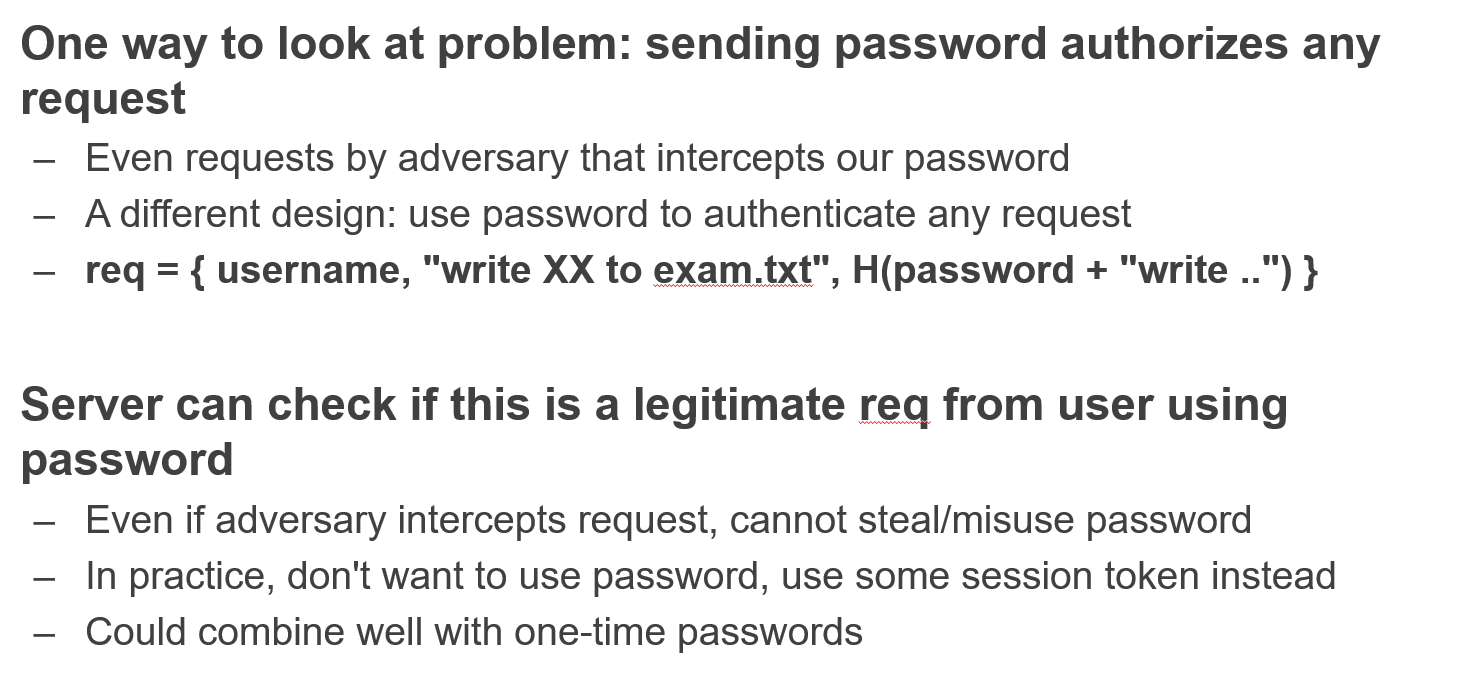 One way to look at problem: sending password authorizes any
request
– Even requests by adversary that intercepts our password
– A different design: use password to authenticate any request
– req = { username, "write XX to exam.txt", H(password + "write ..") }
Server can check if this is a legitimate req from user using
password
– Even if adversary intercepts request, cannot steal/misuse password
– In practice, don't want to use password, use some session token instead
– Could combine well with one-time passwords